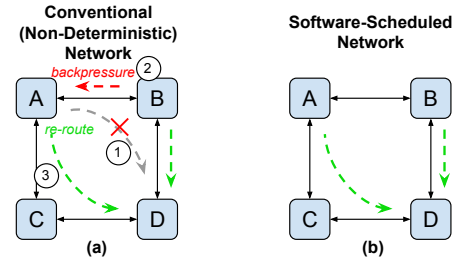 Conventional
(Non-Deterministic)
Network
backpressure
2
A
B
re-route
1
3
C
D
(a)
Software-Scheduled
Network
A
B
C
D
(b)